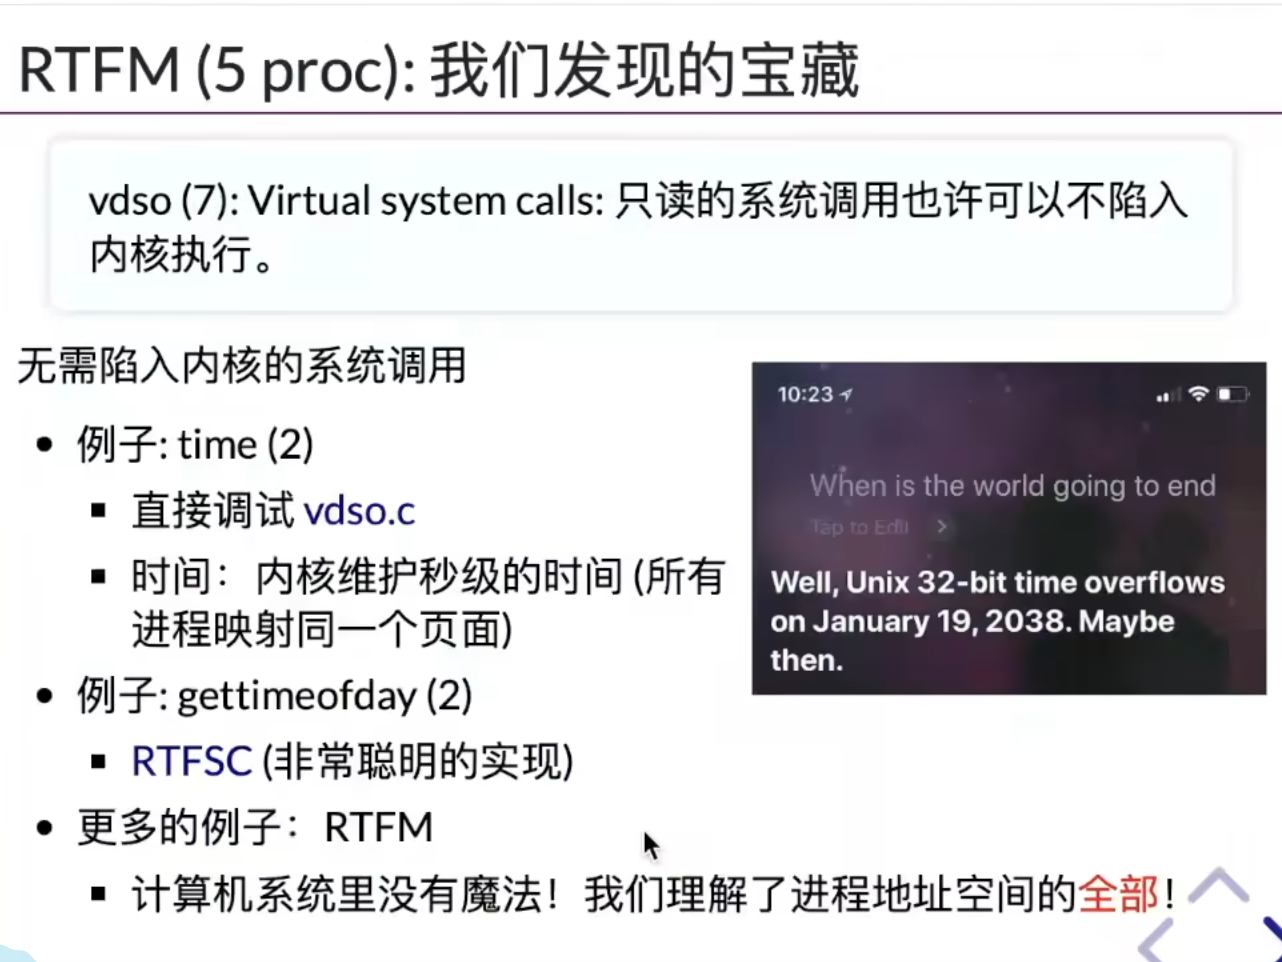 RTFM (5 proc): 我们发现的宝藏
vdso (7): Virtual system calls: 只读的系统调用也许可以不陷入
内核执行。
无需陷入内核的系统调用
• 例子: time (2)
▪ 直接调试 vdso.c
▪ 时间：内核维护秒级的时间 (所有
进程映射同一个页面)
• 例子: gettimeofday (2)
▪ RTFSC (非常聪明的实现)
• 更多的例子：RTFM
▪ 计算机系统里没有魔法！我们理解了进程地址空间的全部！
10:23
When is the world going to end
Tap to Edit >
Well, Unix 32-bit time overflows
on January 19, 2038. Maybe
then.